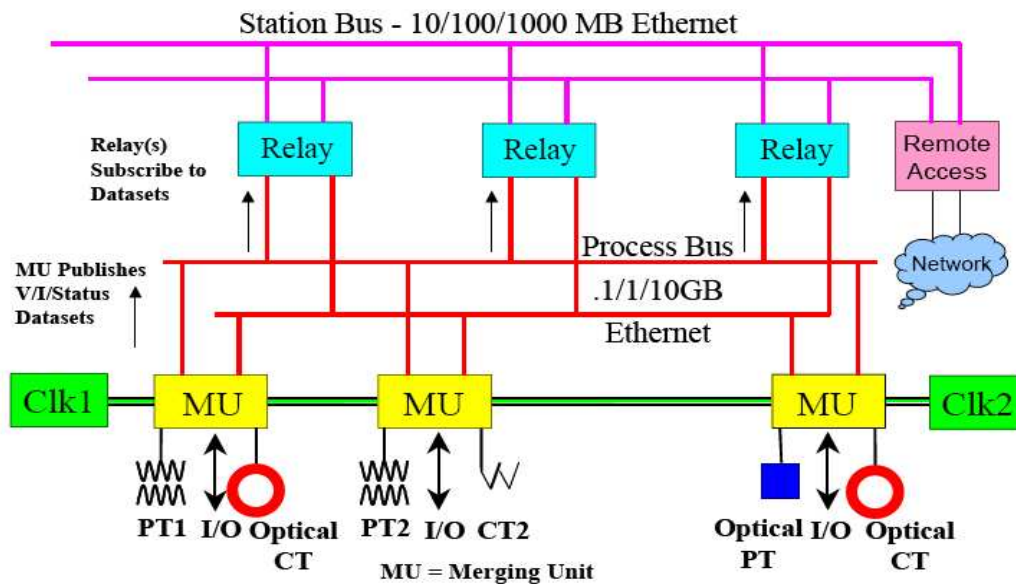 Station Bus - 10/100/1000 MB Ethernet
Relay(s)
Subscribe to
Datasets
Relay
Relay
Relay
Remote
Access
MU Publishes
V/I/Status
Datasets
Process Bus
.1/1/10GB
Ethernet
Network
Clk1
MU
MU
MU
Clk2
PT1
I/O
Optical
CT
PT2
I/O
CT2
Optical
PT
I/O
Optical
CT
MU = Merging Unit